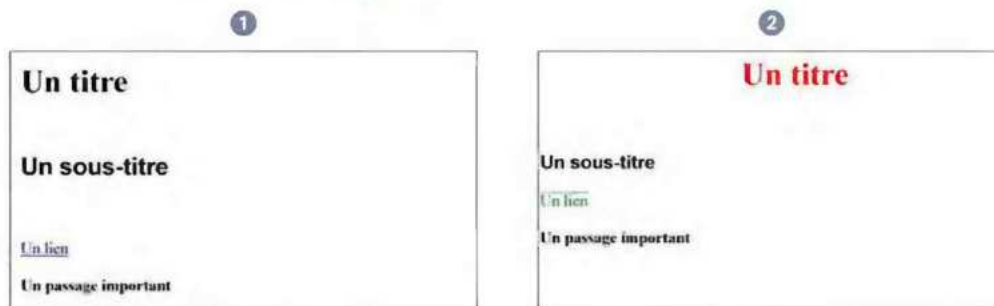 1
Un titre
Un sous-titre
Un lien
Un passage important
2
Un titre
Un sous-titre
Un lien
Un passage important